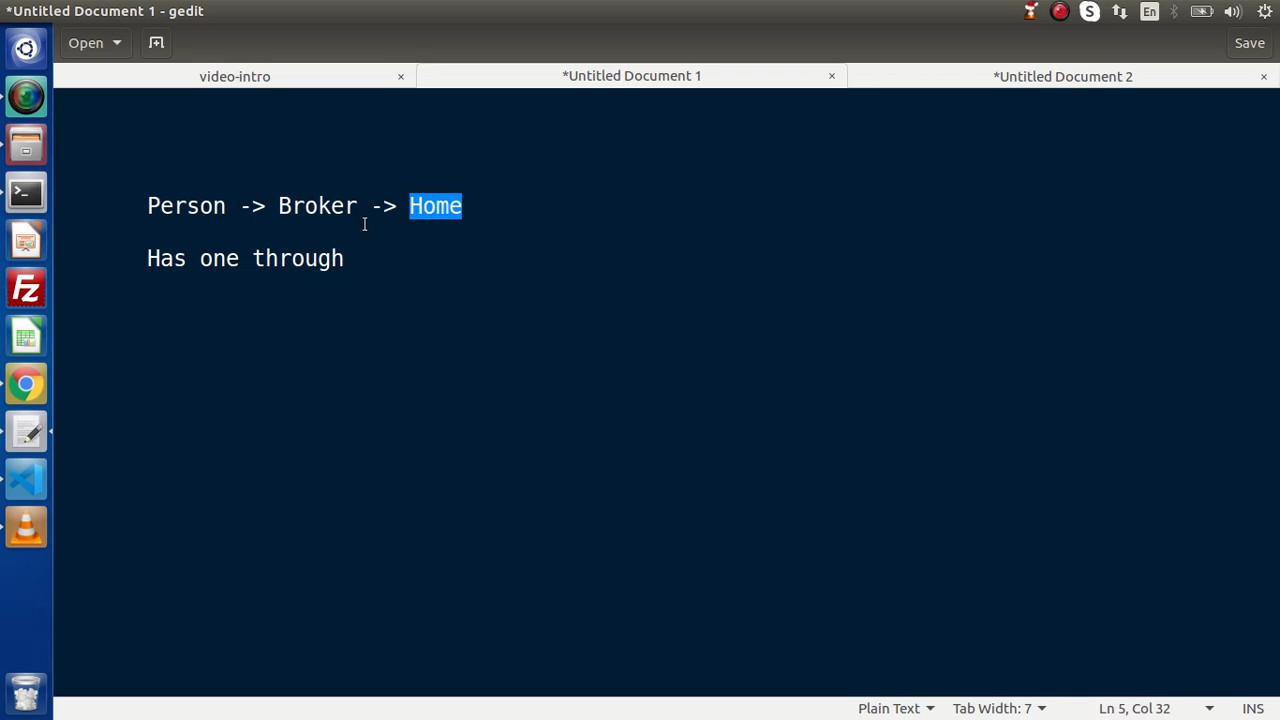 *Untitled Document 1 - gedit
En
Open
Save
video-intro
*Untitled Document 1
*Untitled Document 2
Person -> Broker -> Home
Has one through
Plain Text
Tab Width: 7
Ln 5, Col 32
INS